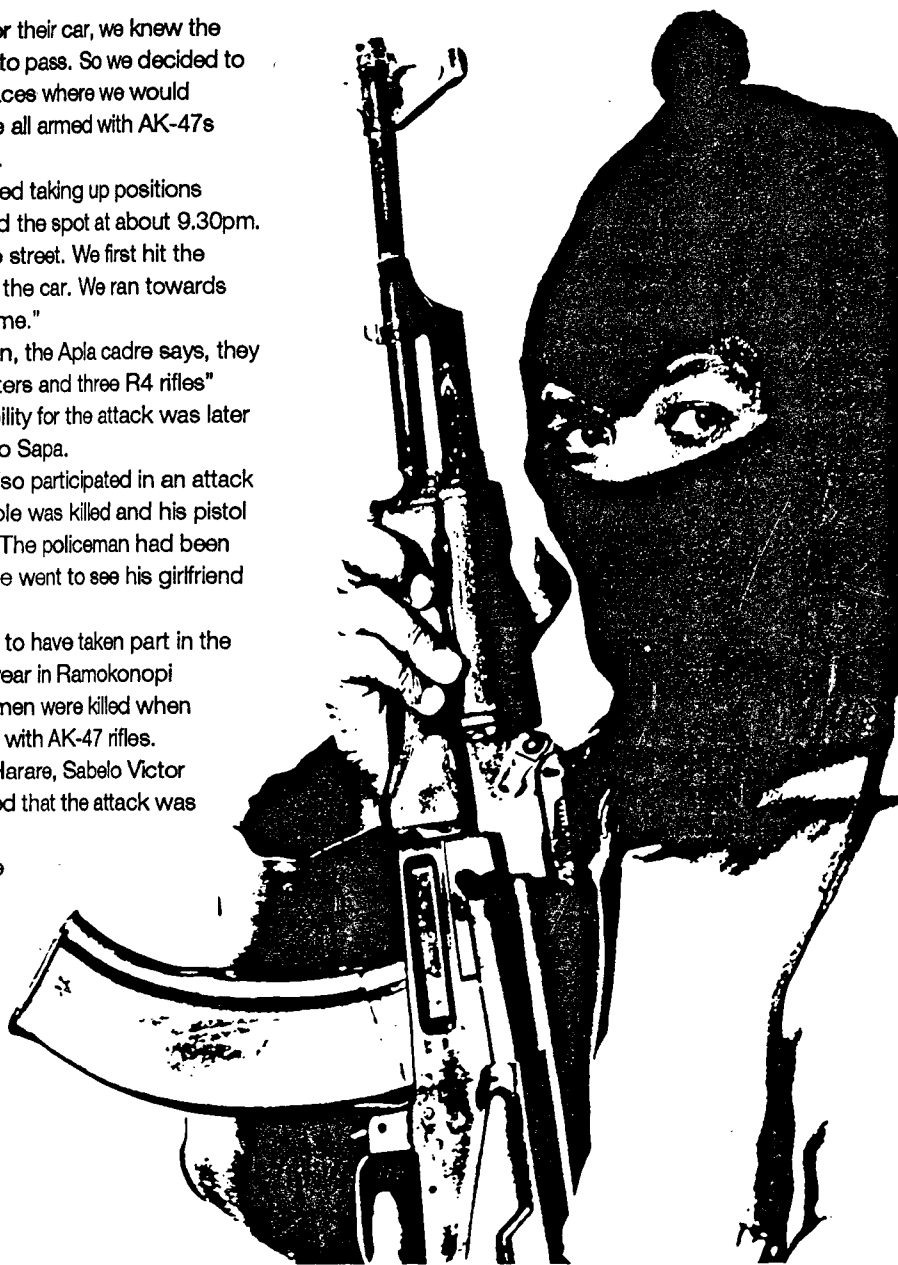 or their car, we knew the
to pass. So we decided to
aces where we would
e all armed with AK-47s
.
ed taking up positions
d the spot at about 9.30pm.
e street. We first hit the
the car. We ran towards
me."
n, the Apla cadre says, they
ters and three R4 rifles"
ility for the attack was later
o Sapa.
so participated in an attack
ble was killed and his pistol
The policeman had been
e went to see his girlfriend
to have taken part in the
year in Ramokonopi
men were killed when
with AK-47 rifles.
Harare, Sabelo Victor
ed that the attack was
e